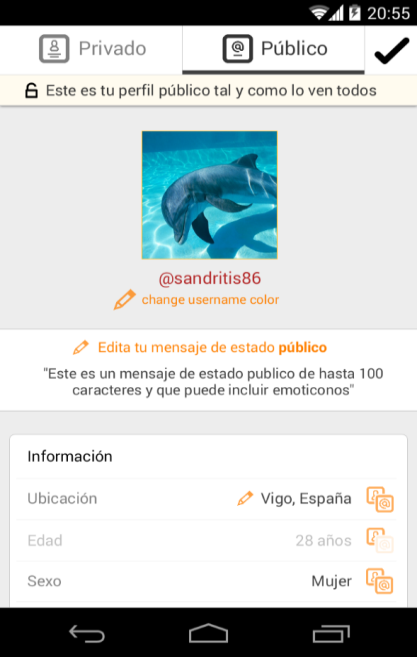 20:55
Privado
@ Público
Este es tu perfil público tal y como lo ven todos
@sandritis86
change username color
Edita tu mensaje de estado público
"Este es un mensaje de estado publico de hasta 100
caracteres y que puede incluir emoticonos"
Información
Ubicación Vigo, España @
Edad 28 años @
Sexo Mujer @